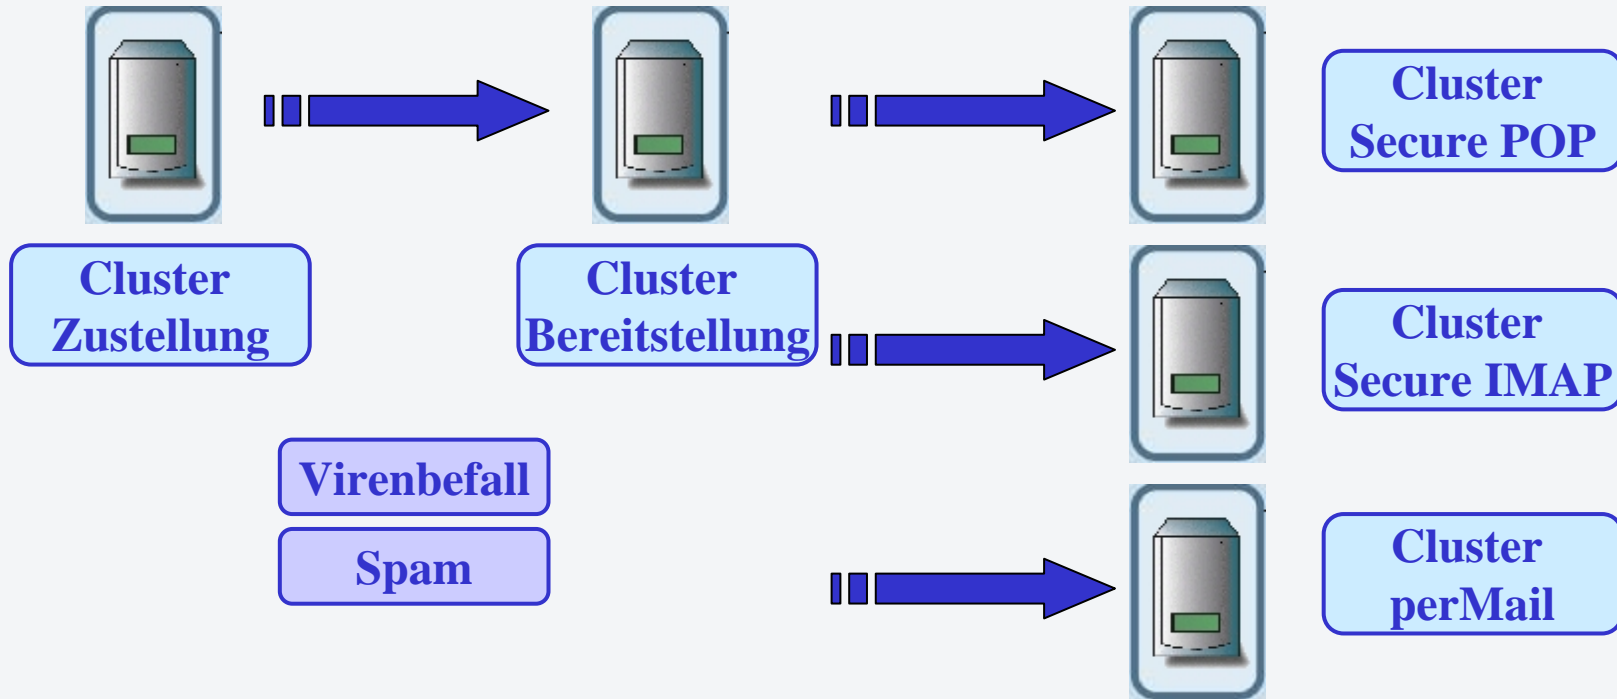 Cluster
Secure POP
Cluster
Zustellung
Cluster
Bereitstellung
Cluster
Secure IMAP
Virenbefall
Spam
Cluster
perMail